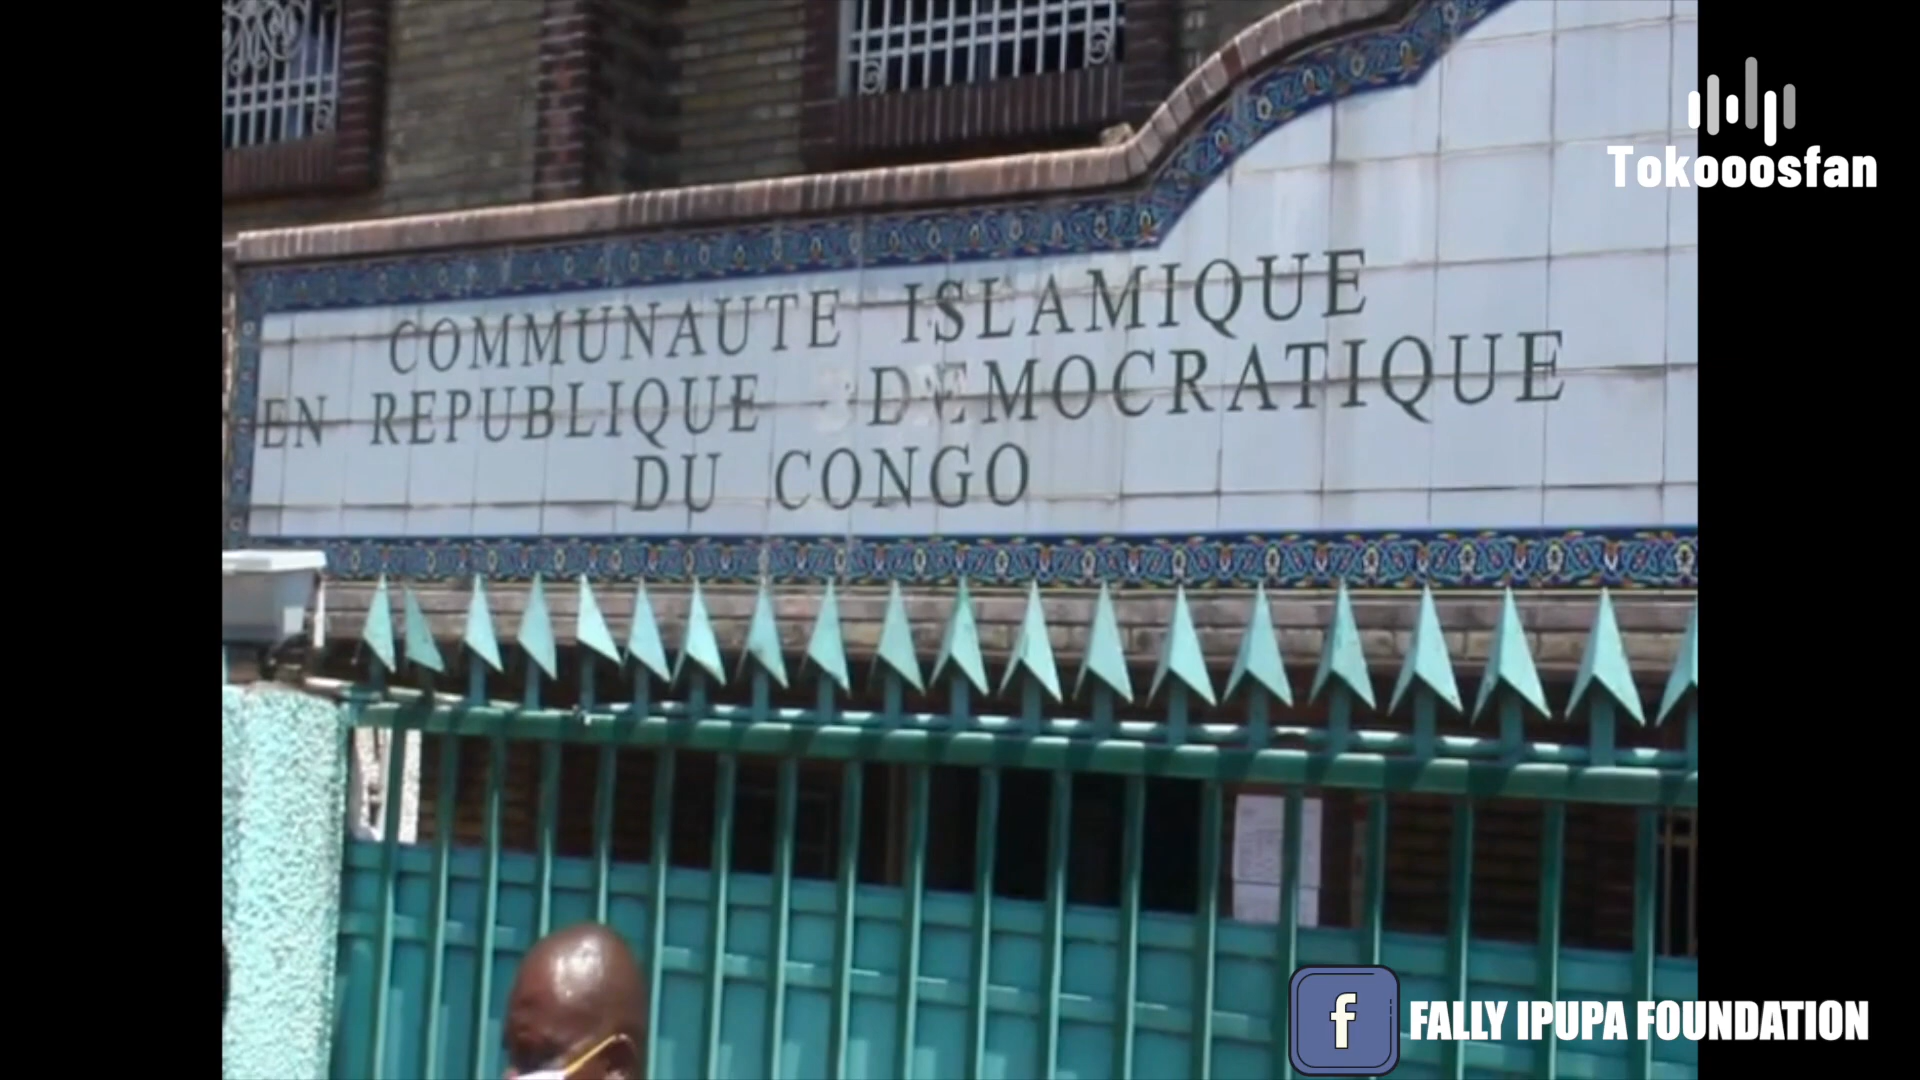 Tokooosfan
COMMUNAUTE ISLAMIQUE
EN REPUBLIQUE DEMOCRATIQUE
DU CONGO
f FALLY IPUPA FOUNDATION